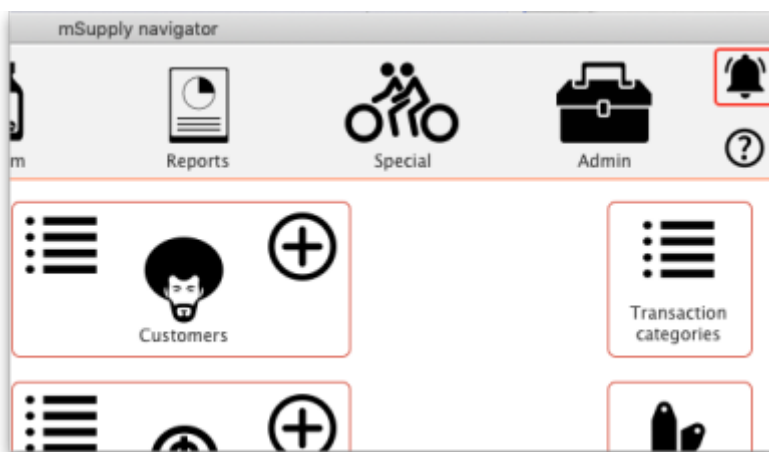 mSupply navigator
m
Reports
Special
Admin
Customers
Transaction
categories